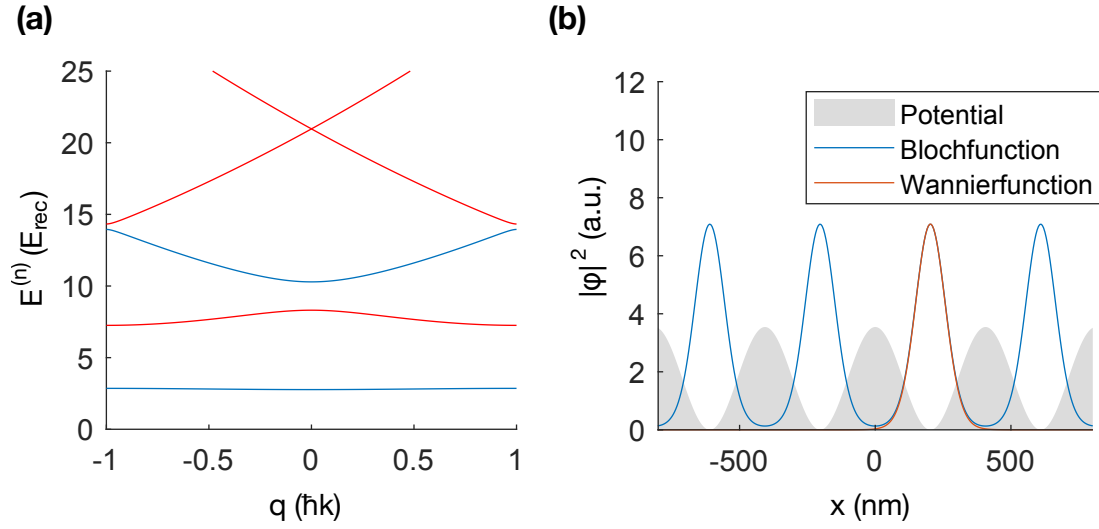 (a)
25
20
15
10
5
0
E^(n) (E_rec)
-1
-0.5
0
0.5
1
q (ħk)
(b)
12
10
8
6
4
2
0
|φ|^2 (a.u.)
Potential
Blochfunction
Wannierfunction
-500
0
500
x (nm)